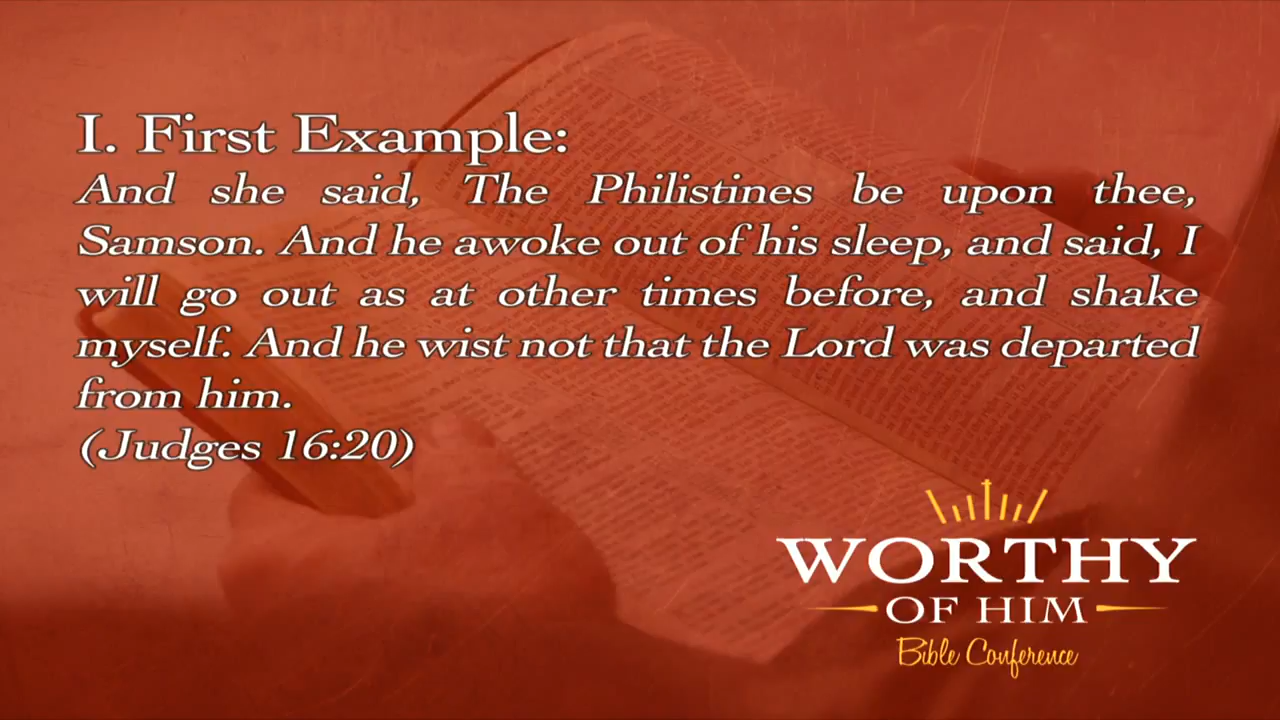 I. First Example:
And she said, The Philistines be upon thee,
Samson. And he awoke out of his sleep, and said, I
will go out as at other times before, and shake
myself. And he wist not that the Lord was departed
from him.
(Judges 16:20)
WORTHY
OF HIM
Bible Conference